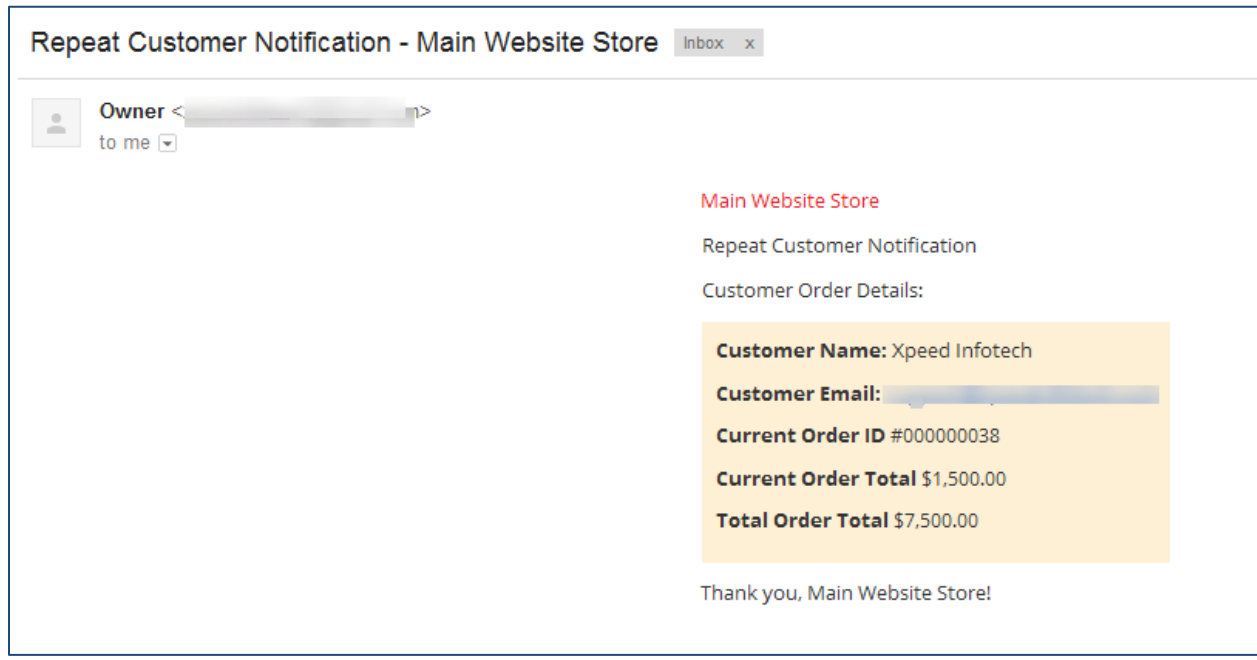 Repeat Customer Notification - Main Website Store Inbox x
Owner < n>
to me
Main Website Store
Repeat Customer Notification
Customer Order Details:
Customer Name: Xpeed Infotech
Customer Email:
Current Order ID #000000038
Current Order Total $1,500.00
Total Order Total $7,500.00
Thank you, Main Website Store!